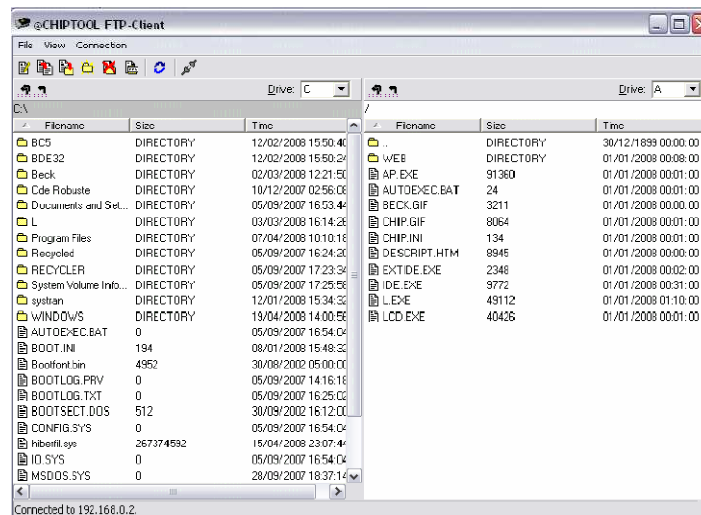 @CHIPTOOL FTP-Client
File View Connection
Drive: C
Drive: A
C:\
/
Filename Size Time
Filename Size Time
BC5 DIRECTORY 12/02/2008 15:50:40
BDE32 DIRECTORY 12/02/2008 15:50:24
Beck DIRECTORY 02/03/2008 12:21:50
Cde Robuste DIRECTORY 10/12/2007 02:56:08
Documents and Set... DIRECTORY 05/09/2007 16:53:44
L DIRECTORY 03/03/2008 16:14:28
Program Files DIRECTORY 07/04/2008 10:10:18
Recycled DIRECTORY 05/09/2007 16:24:20
RECYCLER DIRECTORY 05/09/2007 17:23:34
System Volume Info... DIRECTORY 05/09/2007 17:25:58
systran DIRECTORY 12/01/2008 15:34:32
WINDOWS DIRECTORY 19/04/2008 14:00:58
AUTOEXEC.BAT 0 05/09/2007 16:54:04
BOOT.INI 194 08/01/2008 15:48:32
Bootfont.bin 4952 30/08/2002 05:00:00
BOOTLOG.PRV 0 05/09/2007 14:16:18
BOOTLOG.TXT 0 05/09/2007 16:25:02
BOOTSECT.DOS 512 30/09/2002 16:12:00
CONFIG.SYS 0 05/09/2007 16:54:04
hiberfil.sys 267374592 15/04/2008 23:07:44
IO.SYS 0 05/09/2007 16:54:04
MSDOS.SYS 0 28/09/2007 18:37:14
.. DIRECTORY 30/12/1899 00:00:00
WEB DIRECTORY 01/01/2008 00:08:00
AP.EXE 91360 01/01/2008 00:01:00
AUTOEXEC.BAT 24 01/01/2008 00:01:00
BECK.GIF 3211 01/01/2008 00:00:00
CHIP.GIF 8064 01/01/2008 00:01:00
CHIP.INI 134 01/01/2008 00:01:00
DESCRIPT.HTM 8945 01/01/2008 00:00:00
EXTIDE.EXE 2348 01/01/2008 00:02:00
IDE.EXE 9772 01/01/2008 00:31:00
L.EXE 49112 01/01/2008 01:10:00
LCD.EXE 40426 01/01/2008 00:01:00
Connected to 192.168.0.2.